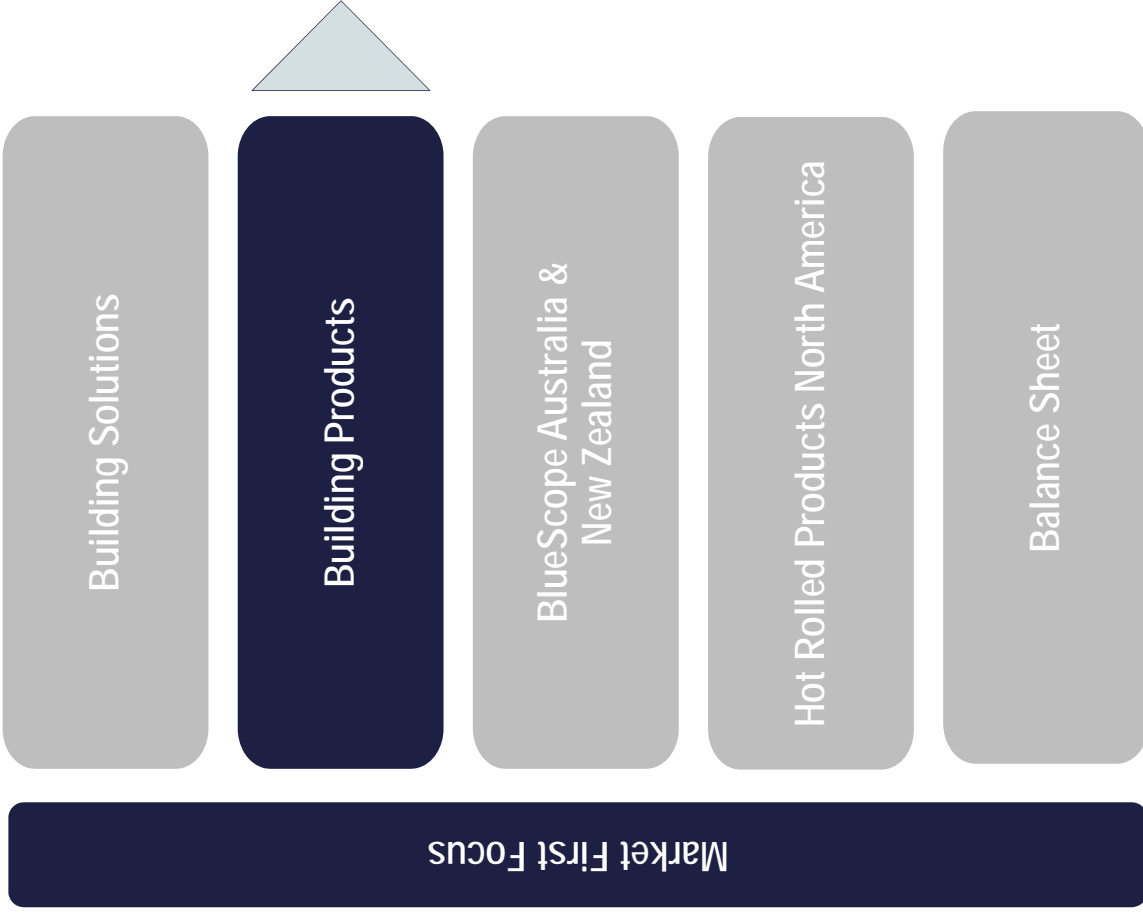 Building Solutions
Building Products
BlueScope Australia &
New Zealand
Hot Rolled Products North America
Balance Sheet
Market First Focus